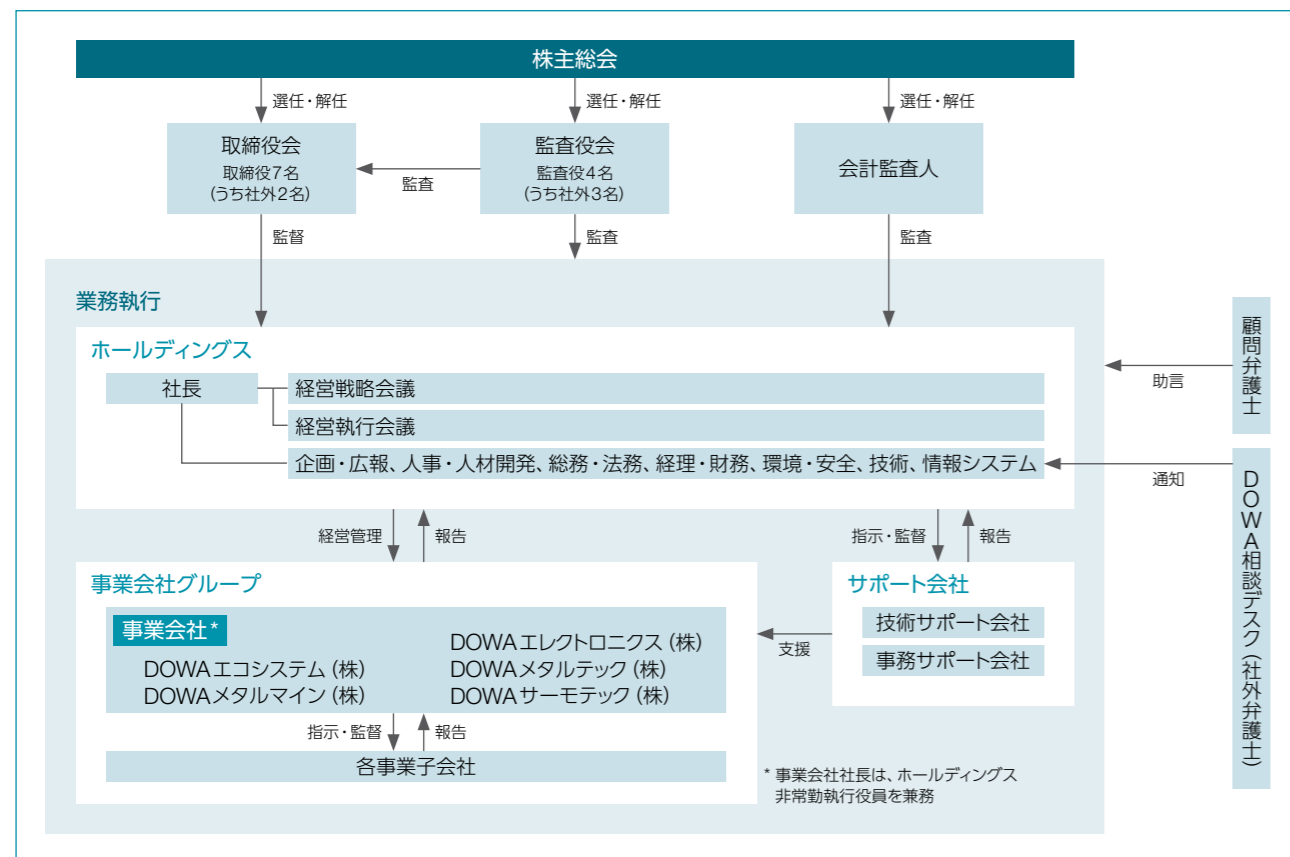 株主総会
選任・解任
選任・解任
選任・解任
取締役会
取締役7名
(うち社外2名)
監査
監査役会
監査役4名
(うち社外3名)
会計監査人
監督
監査
監査
業務執行
ホールディングス
社長
経営戦略会議
経営執行会議
企画・広報、人事・人材開発、総務・法務、経理・財務、環境・安全、技術、情報システム
助言
顧問弁護士
通知
DOWA相談デスク(社外弁護士)
経営管理
報告
指示・監督
報告
事業会社グループ
事業会社*
DOWAエコシステム(株)
DOWAメタルマイン(株)
DOWAエレクトロニクス(株)
DOWAメタルテック(株)
DOWAサーモテック(株)
指示・監督
報告
各事業子会社
支援
サポート会社
技術サポート会社
事務サポート会社
* 事業会社社長は、ホールディングス
非常勤執行役員を兼務